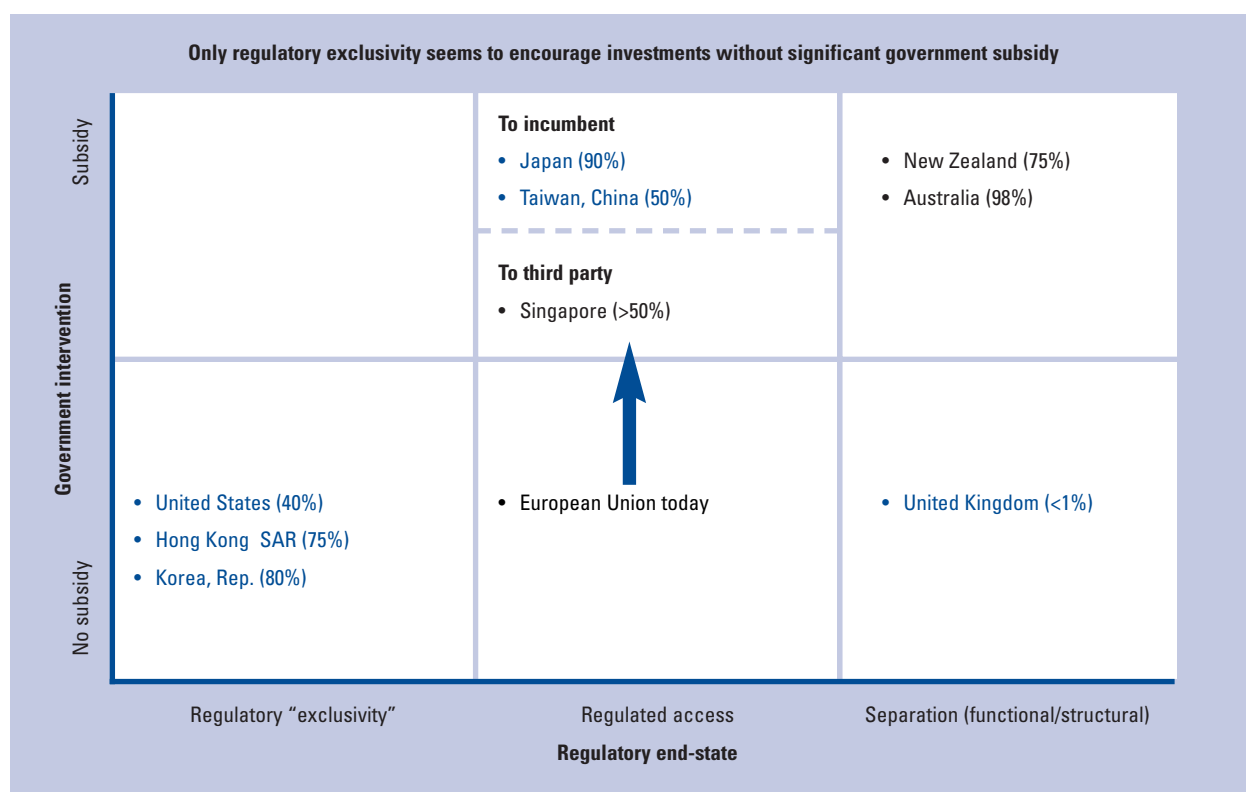 Only regulatory exclusivity seems to encourage investments without significant government subsidy
Government intervention
Subsidy
To incumbent
• Japan (90%)
• Taiwan, China (50%)
To third party
• Singapore (>50%)
• New Zealand (75%)
• Australia (98%)
No subsidy
• United States (40%)
• Hong Kong SAR (75%)
• Korea, Rep. (80%)
• European Union today
• United Kingdom (<1%)
Regulatory “exclusivity”
Regulated access
Separation (functional/structural)
Regulatory end-state